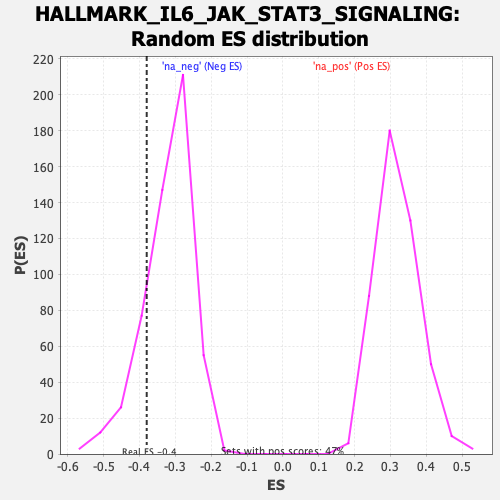 HALLMARK_IL6_JAK_STAT3_SIGNALING:
Random ES distribution
'na_neg' (Neg ES)
'na_pos' (Pos ES)
220
200
180
160
140
120
100
80
60
40
20
0
P(ES)
Real ES -0.4
Sets with pos scores: 47%
-0.6 -0.5 -0.4 -0.3 -0.2 -0.1 0.0 0.1 0.2 0.3 0.4 0.5
ES